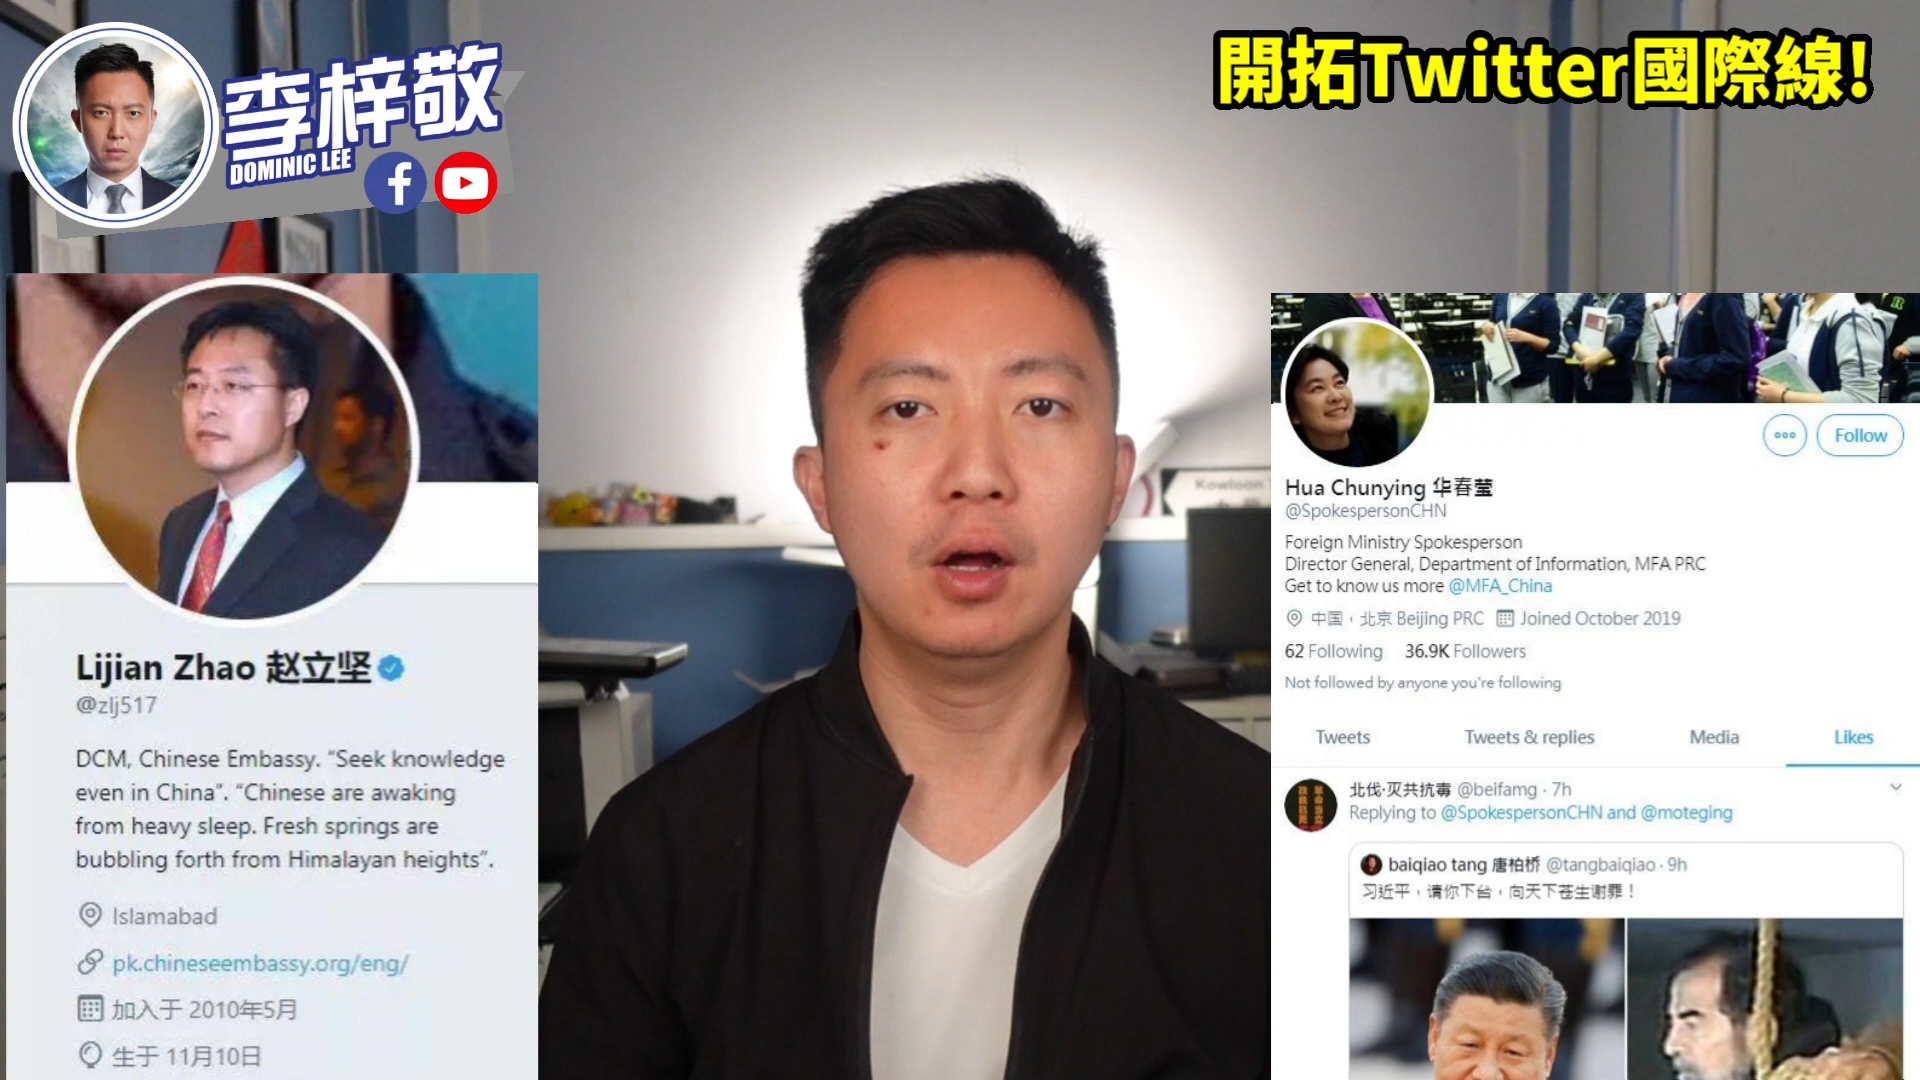 李梓敬
DOMINIC LEE
開拓Twitter國際線!
Lijian Zhao 赵立坚
@zlj517
DCM, Chinese Embassy. “Seek knowledge
even in China”. “Chinese are awaking
from heavy sleep. Fresh springs are
bubbling forth from Himalayan heights”.
Islamabad
pk.chineseembassy.org/eng/
加入于 2010年5月
生于 11月10日
Kowloon
Follow
Hua Chunying 华春莹
@SpokespersonCHN
Foreign Ministry Spokesperson
Director General, Department of Information, MFA PRC
Get to know us more @MFA_China
中国，北京 Beijing PRC Joined October 2019
62 Following 36.9K Followers
Not followed by anyone you're following
Tweets Tweets & replies Media Likes
北伐·灭共抗毒 @beifamg · 7h
Replying to @SpokespersonCHN and @moteging
baiqiao tang 唐柏桥 @tangbaiqiao · 9h
习近平，请你下台，向天下苍生谢罪！